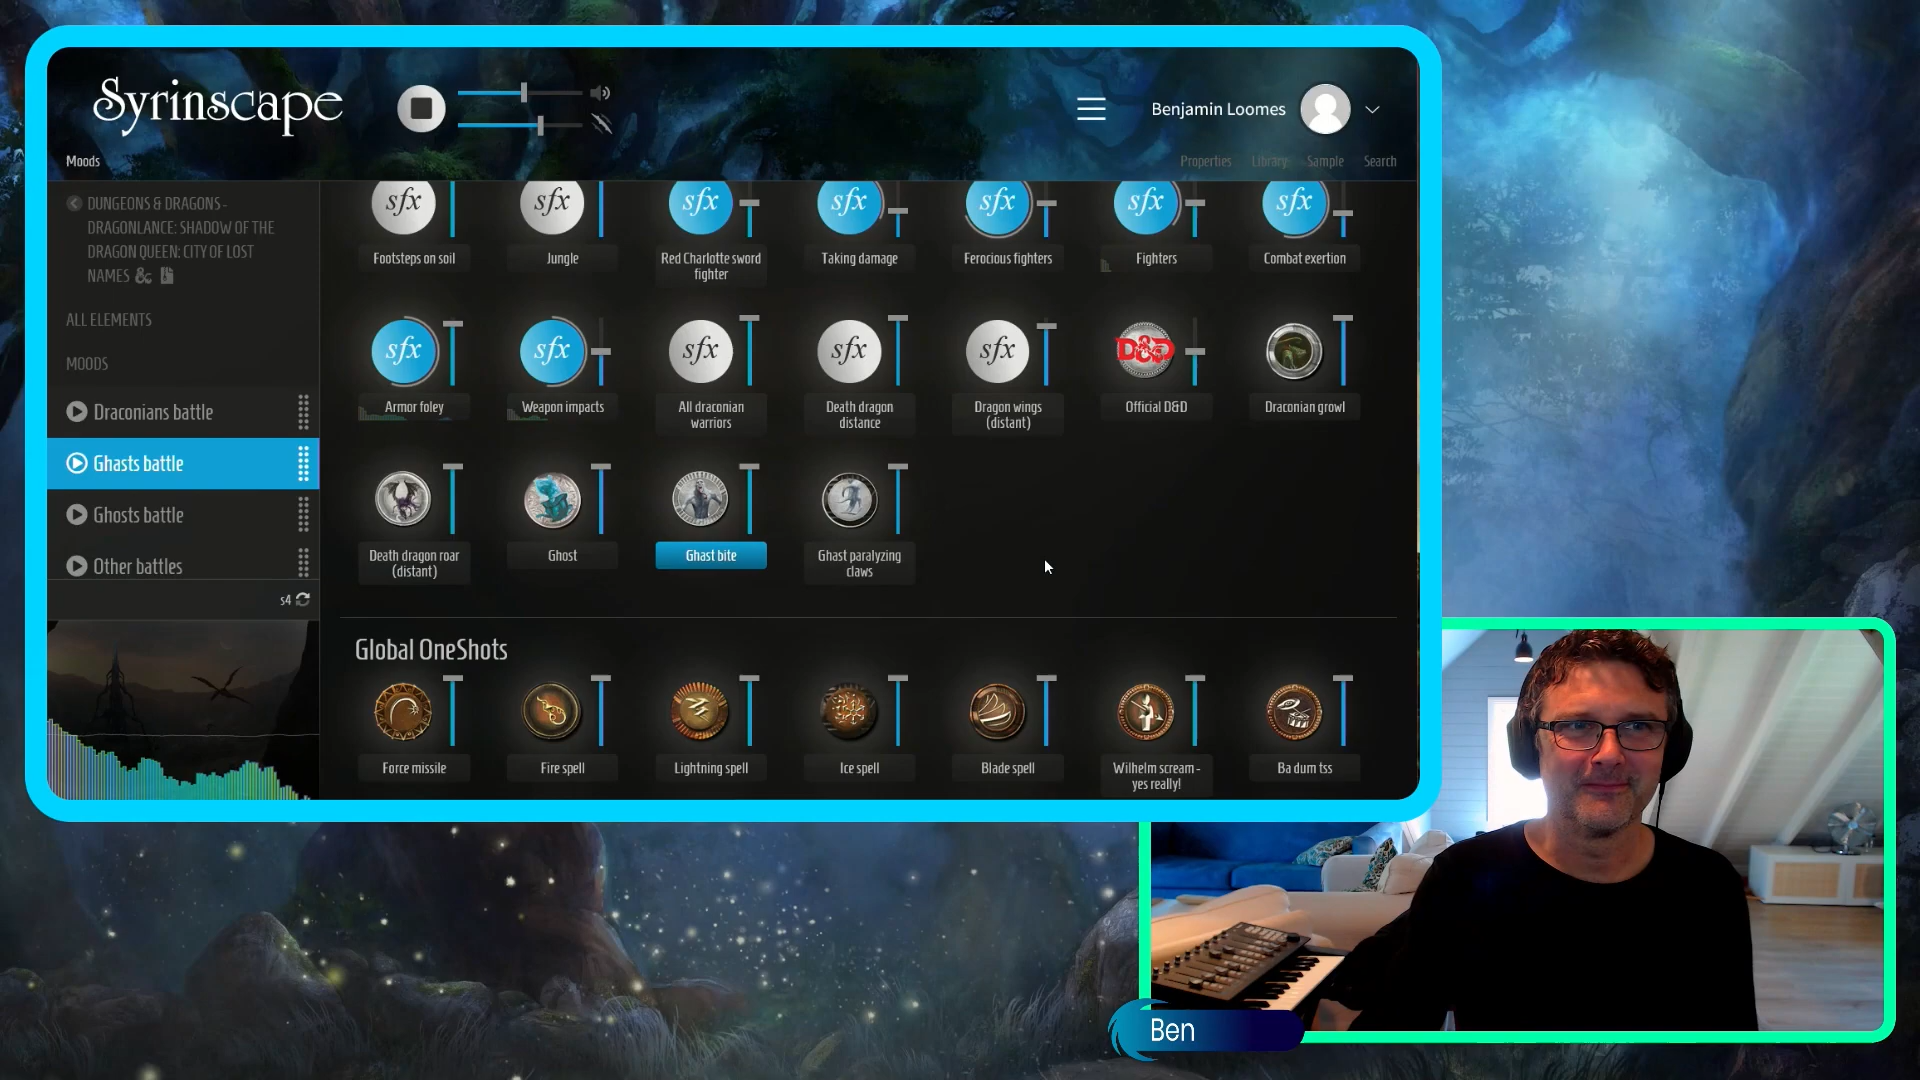 Syrinscape
Benjamin Loomes
Moods
Properties
Library
Sample
Search
DUNGEONS & DRAGONS -
DRAGONLANCE: SHADOW OF THE
DRAGON QUEEN: CITY OF LOST
NAMES
ALL ELEMENTS
MOODS
Draconians battle
Ghasts battle
Ghosts battle
Other battles
s4
sfx
sfx
sfx
sfx
sfx
sfx
sfx
Footsteps on soil
Jungle
Red Charlotte sword
fighter
Taking damage
Ferocious fighters
Fighters
Combat exertion
sfx
sfx
sfx
sfx
sfx
D&D
Armor foley
Weapon impacts
All draconian
warriors
Death dragon
distance
Dragon wings
(distant)
Official D&D
Draconian growl
Death dragon roar
(distant)
Ghost
Ghast bite
Ghast paralyzing
claws
Global OneShots
Force missile
Fire spell
Lightning spell
Ice spell
Blade spell
Wilhelm scream -
yes really!
Ba dum tss
Ben